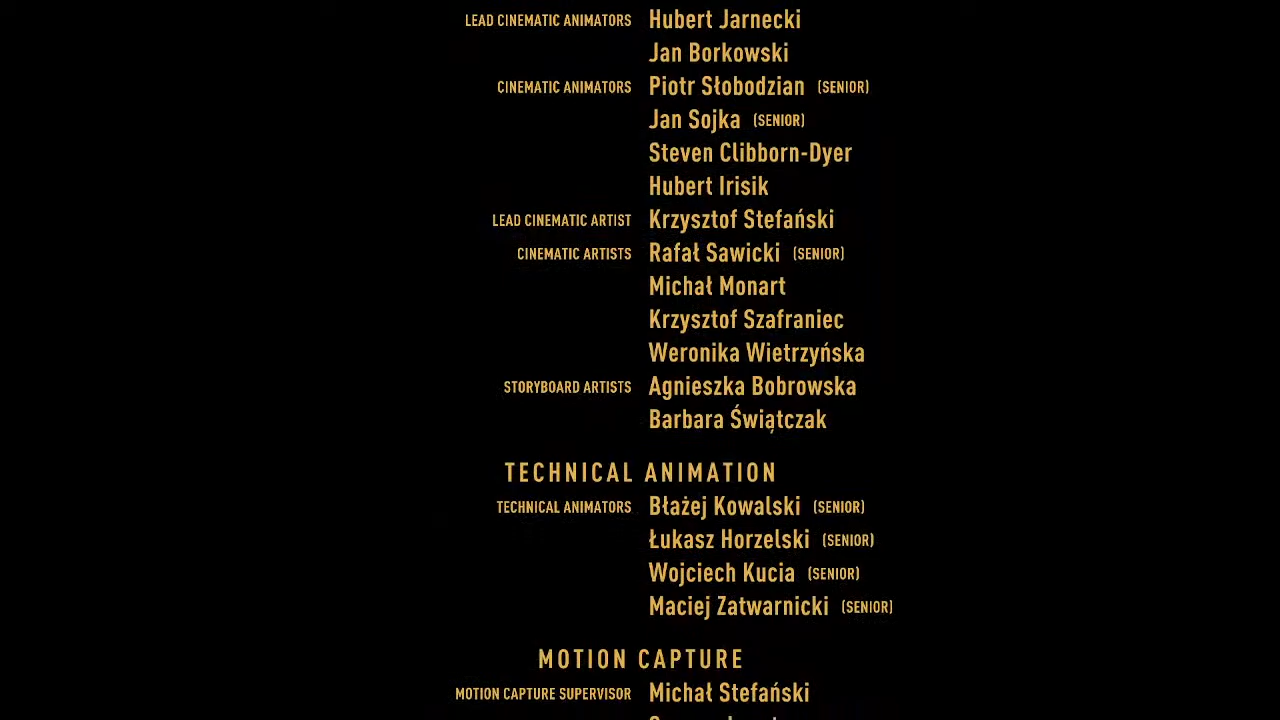 LEAD CINEMATIC ANIMATORS Hubert Jarnecki
Jan Borkowski
CINEMATIC ANIMATORS Piotr Słobodzian (SENIOR)
Jan Sojka (SENIOR)
Steven Clibborn-Dyer
Hubert Irisik
LEAD CINEMATIC ARTIST Krzysztof Stefański
CINEMATIC ARTISTS Rafał Sawicki (SENIOR)
Michał Monart
Krzysztof Szafraniec
Weronika Wietrzyńska
STORYBOARD ARTISTS Agnieszka Bobrowska
Barbara Świątczak
TECHNICAL ANIMATION
TECHNICAL ANIMATORS Błażej Kowalski (SENIOR)
Łukasz Horzelski (SENIOR)
Wojciech Kucia (SENIOR)
Maciej Zatwarnicki (SENIOR)
MOTION CAPTURE
MOTION CAPTURE SUPERVISOR Michał Stefański